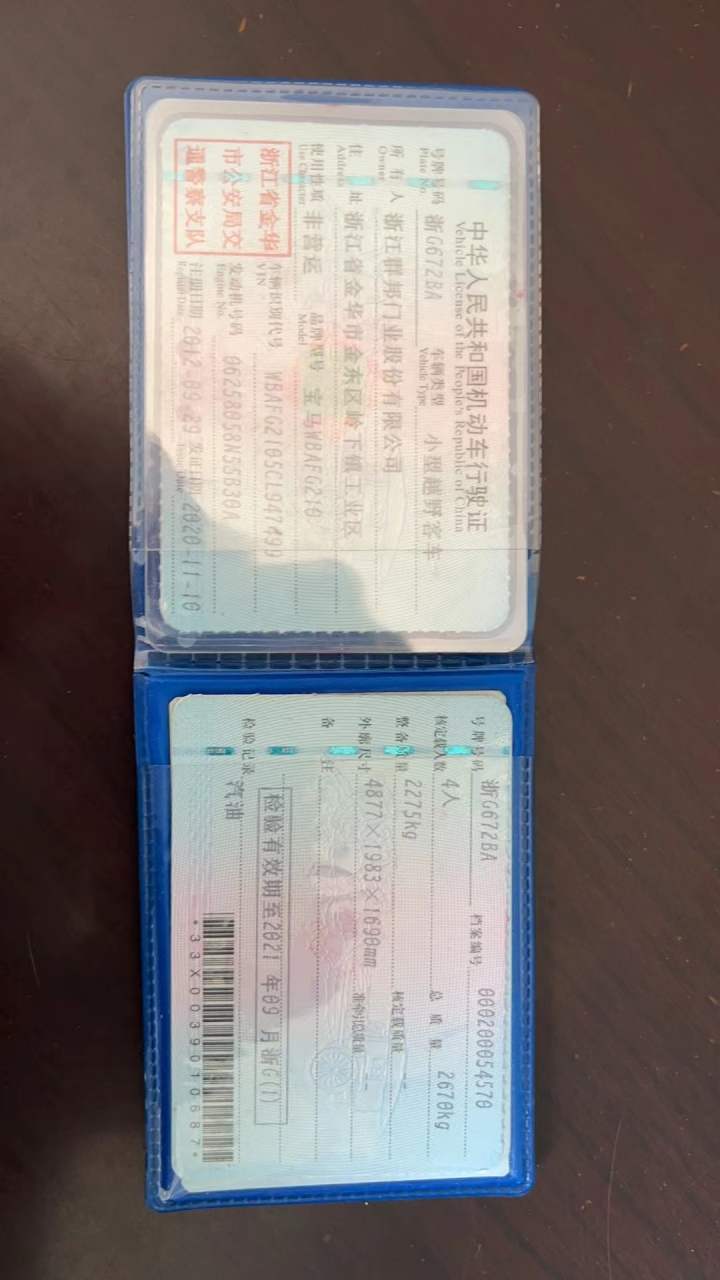 中华人民共和国机动车行驶证
Vehicle License of the People's Republic of China
号牌号码 浙G672BA 车辆类型 小型越野客车
Plate No. Vehicle Type
所有人 浙江群邦门业股份有限公司
Owner
住址 浙江省金华市金东区岭下镇工业区
Address
使用性质 非营运 品牌型号 宝马WBAFG210
Use Character Model
浙江省金华
市公安局交
通警察支队
车辆识别代号 WBAFG2105CL947499
VIN
发动机号码 06258058N55B30A
Engine No.
注册日期 2012-09-29 发证日期 2020-11-10
号牌号码 浙G672BA 档案编号 000200054570
核定载人数 4人 总质量 2670kg
整备质量 2275kg 核定载质量 --
外廓尺寸 4877×1983×1690mm 准牵引总质量 --
备注
检验有效期至2021年09月浙G(1)
检验记录
汽油
*33X0039010687*